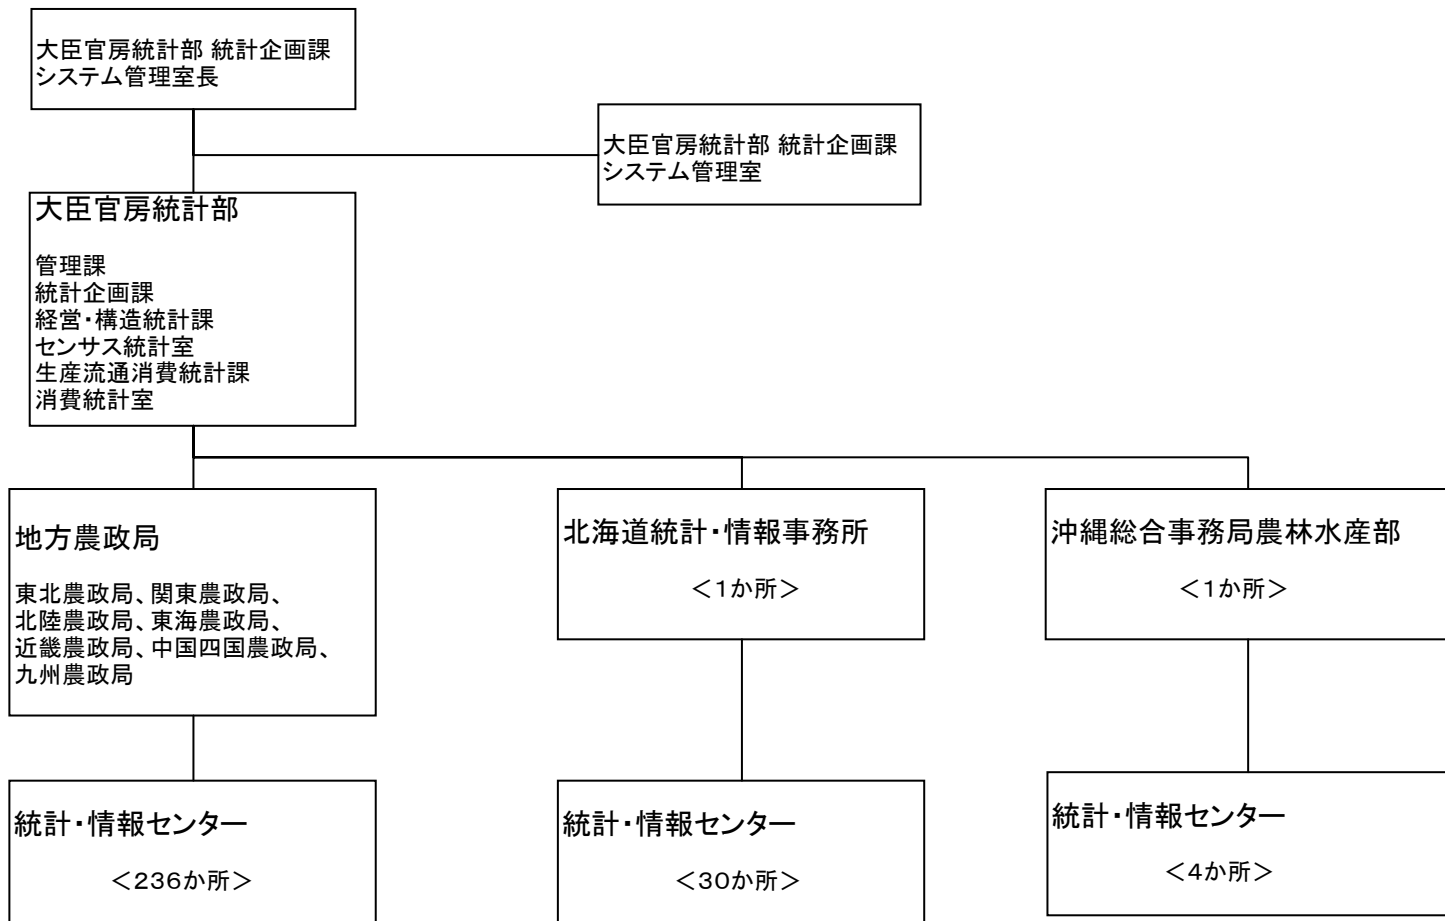 大臣官房統計部 統計企画課
システム管理室長
大臣官房統計部 統計企画課
システム管理室
大臣官房統計部
管理課
統計企画課
経営・構造統計課
センサス統計室
生産流通消費統計課
消費統計室
地方農政局
東北農政局、関東農政局、
北陸農政局、東海農政局、
近畿農政局、中国四国農政局、
九州農政局
北海道統計・情報事務所
＜１か所＞
沖縄総合事務局農林水産部
＜１か所＞
統計・情報センター
＜２３６か所＞
統計・情報センター
＜３０か所＞
統計・情報センター
＜４か所＞